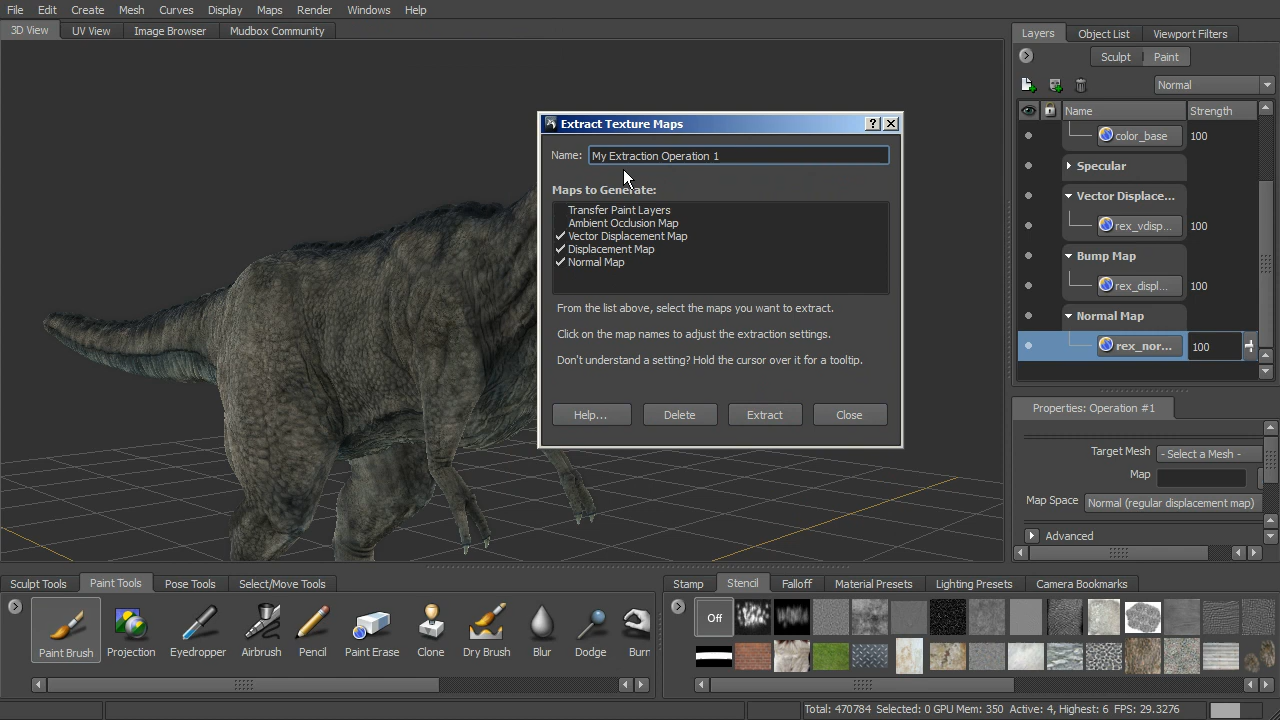 File Edit Create Mesh Curves Display Maps Render Windows Help
3D View UV View Image Browser Mudbox Community
Extract Texture Maps
Name: My Extraction Operation 1
Maps to Generate:
Transfer Paint Layers
Ambient Occlusion Map
Vector Displacement Map
Displacement Map
Normal Map
From the list above, select the maps you want to extract.
Click on the map names to adjust the extraction settings.
Don't understand a setting? Hold the cursor over it for a tooltip.
Help... Delete Extract Close
Layers Object List Viewport Filters
Sculpt Paint
Normal
Name Strength
color_base 100
Specular
Vector Displace...
rex_vdisp... 100
Bump Map
rex_displ... 100
Normal Map
rex_nor... 100
Properties: Operation #1
Target Mesh - Select a Mesh -
Map
Map Space Normal (regular displacement map)
Advanced
Sculpt Tools Paint Tools Pose Tools Select/Move Tools
Paint Brush Projection Eyedropper Airbrush Pencil Paint Erase Clone Dry Brush Blur Dodge Burn
Stamp Stencil Falloff Material Presets Lighting Presets Camera Bookmarks
Off
Total: 470784 Selected: 0 GPU Mem: 350 Active: 4, Highest: 6 FPS: 29.3276